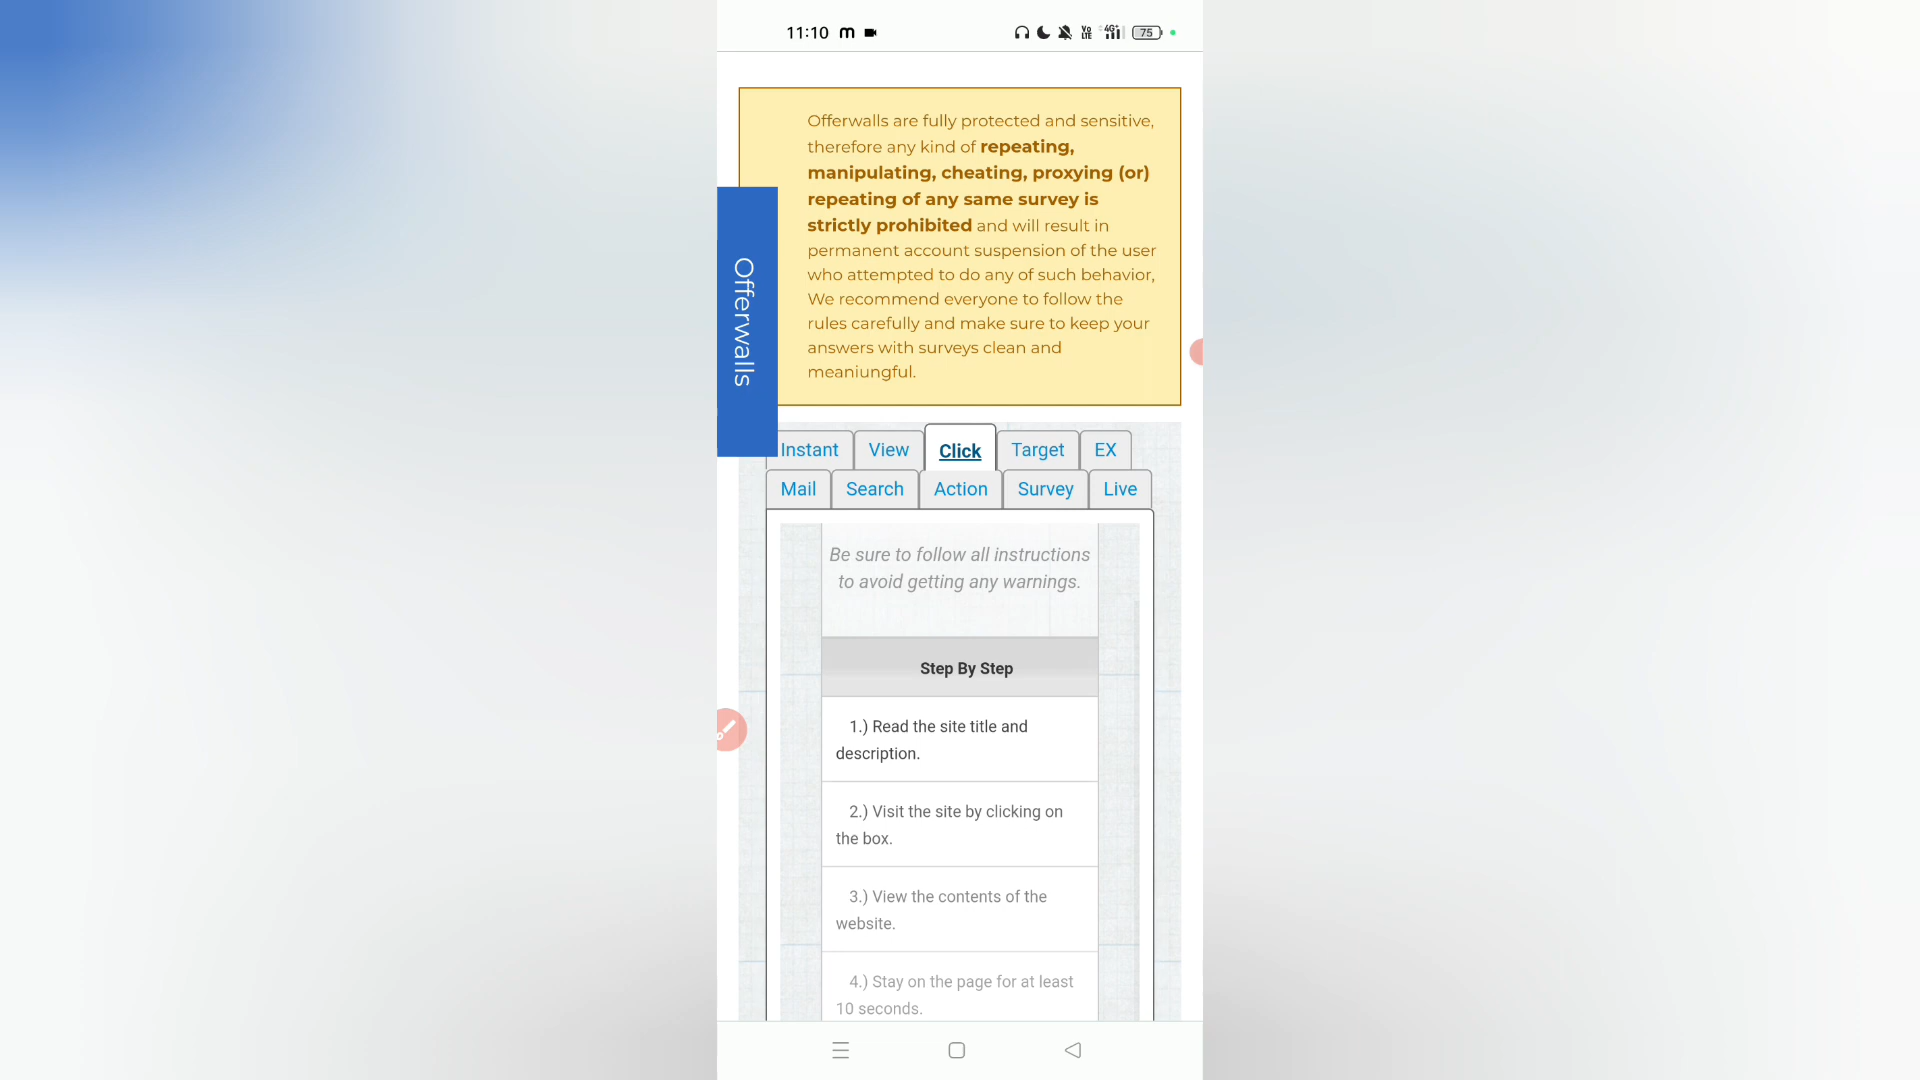 11:10
Vo LTE 4G+ 75
Offerwalls are fully protected and sensitive,
therefore any kind of repeating,
manipulating, cheating, proxying (or)
repeating of any same survey is
strictly prohibited and will result in
permanent account suspension of the user
who attempted to do any of such behavior,
We recommend everyone to follow the
rules carefully and make sure to keep your
answers with surveys clean and
meaniungful.
Offerwalls
Instant View Click Target EX
Mail Search Action Survey Live
Be sure to follow all instructions
to avoid getting any warnings.
Step By Step
1.) Read the site title and
description.
2.) Visit the site by clicking on
the box.
3.) View the contents of the
website.
4.) Stay on the page for at least
10 seconds.